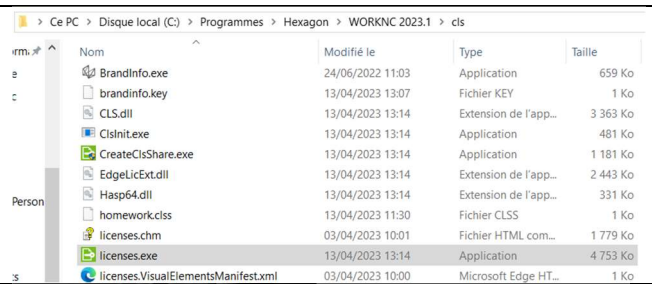 > Ce PC > Disque local (C:) > Programmes > Hexagon > WORKNC 2023.1 > cls
Nom Modifié le Type Taille
BrandInfo.exe 24/06/2022 11:03 Application 659 Ko
brandinfo.key 13/04/2023 13:07 Fichier KEY 1 Ko
CLS.dll 13/04/2023 13:14 Extension de l'app... 3 363 Ko
ClsInit.exe 13/04/2023 13:14 Application 481 Ko
CreateClsShare.exe 13/04/2023 13:14 Application 1 181 Ko
EdgeLicExt.dll 13/04/2023 13:14 Extension de l'app... 2 443 Ko
Hasp64.dll 13/04/2023 13:14 Extension de l'app... 331 Ko
Person
homework.clss 13/04/2023 11:30 Fichier CLSS 1 Ko
licenses.chm 03/04/2023 10:01 Fichier HTML com... 1 779 Ko
licenses.exe 13/04/2023 13:14 Application 4 753 Ko
licenses.VisualElementsManifest.xml 03/04/2023 10:00 Microsoft Edge HT... 1 Ko